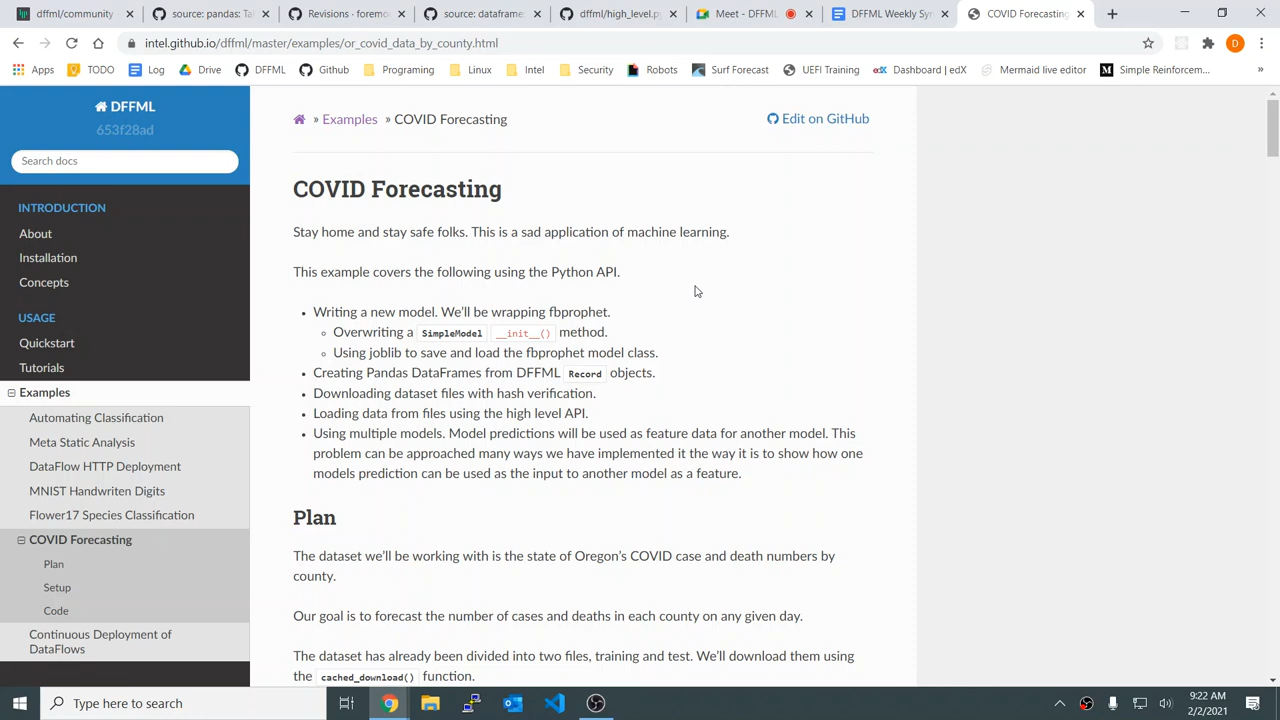 dffml/community -
source: pandas: Tal
Revisions · foremo
source: dataframe:
dffml/high_level.p
Meet - DFFML
DFFML Weekly Syn
COVID Forecasting
intel.github.io/dffml/master/examples/or_covid_data_by_county.html
Apps
TODO
Log
Drive
DFFML
Github
Programing
Linux
Intel
Security
Robots
Surf Forecast
UEFI Training
Dashboard | edX
Mermaid live editor
Simple Reinforcem...
DFFML
653f28ad
Search docs
INTRODUCTION
About
Installation
Concepts
USAGE
Quickstart
Tutorials
Examples
Automating Classification
Meta Static Analysis
DataFlow HTTP Deployment
MNIST Handwriten Digits
Flower17 Species Classification
COVID Forecasting
Plan
Setup
Code
Continuous Deployment of
DataFlows
» Examples » COVID Forecasting
Edit on GitHub
COVID Forecasting
Stay home and stay safe folks. This is a sad application of machine learning.
This example covers the following using the Python API.
• Writing a new model. We'll be wrapping fbprophet.
Overwriting a SimpleModel __init__() method.
Using joblib to save and load the fbprophet model class.
• Creating Pandas DataFrames from DFFML Record objects.
• Downloading dataset files with hash verification.
• Loading data from files using the high level API.
• Using multiple models. Model predictions will be used as feature data for another model. This
problem can be approached many ways we have implemented it the way it is to show how one
models prediction can be used as the input to another model as a feature.
Plan
The dataset we'll be working with is the state of Oregon's COVID case and death numbers by
county.
Our goal is to forecast the number of cases and deaths in each county on any given day.
The dataset has already been divided into two files, training and test. We'll download them using
the cached_download() function.
Type here to search
9:22 AM
2/2/2021